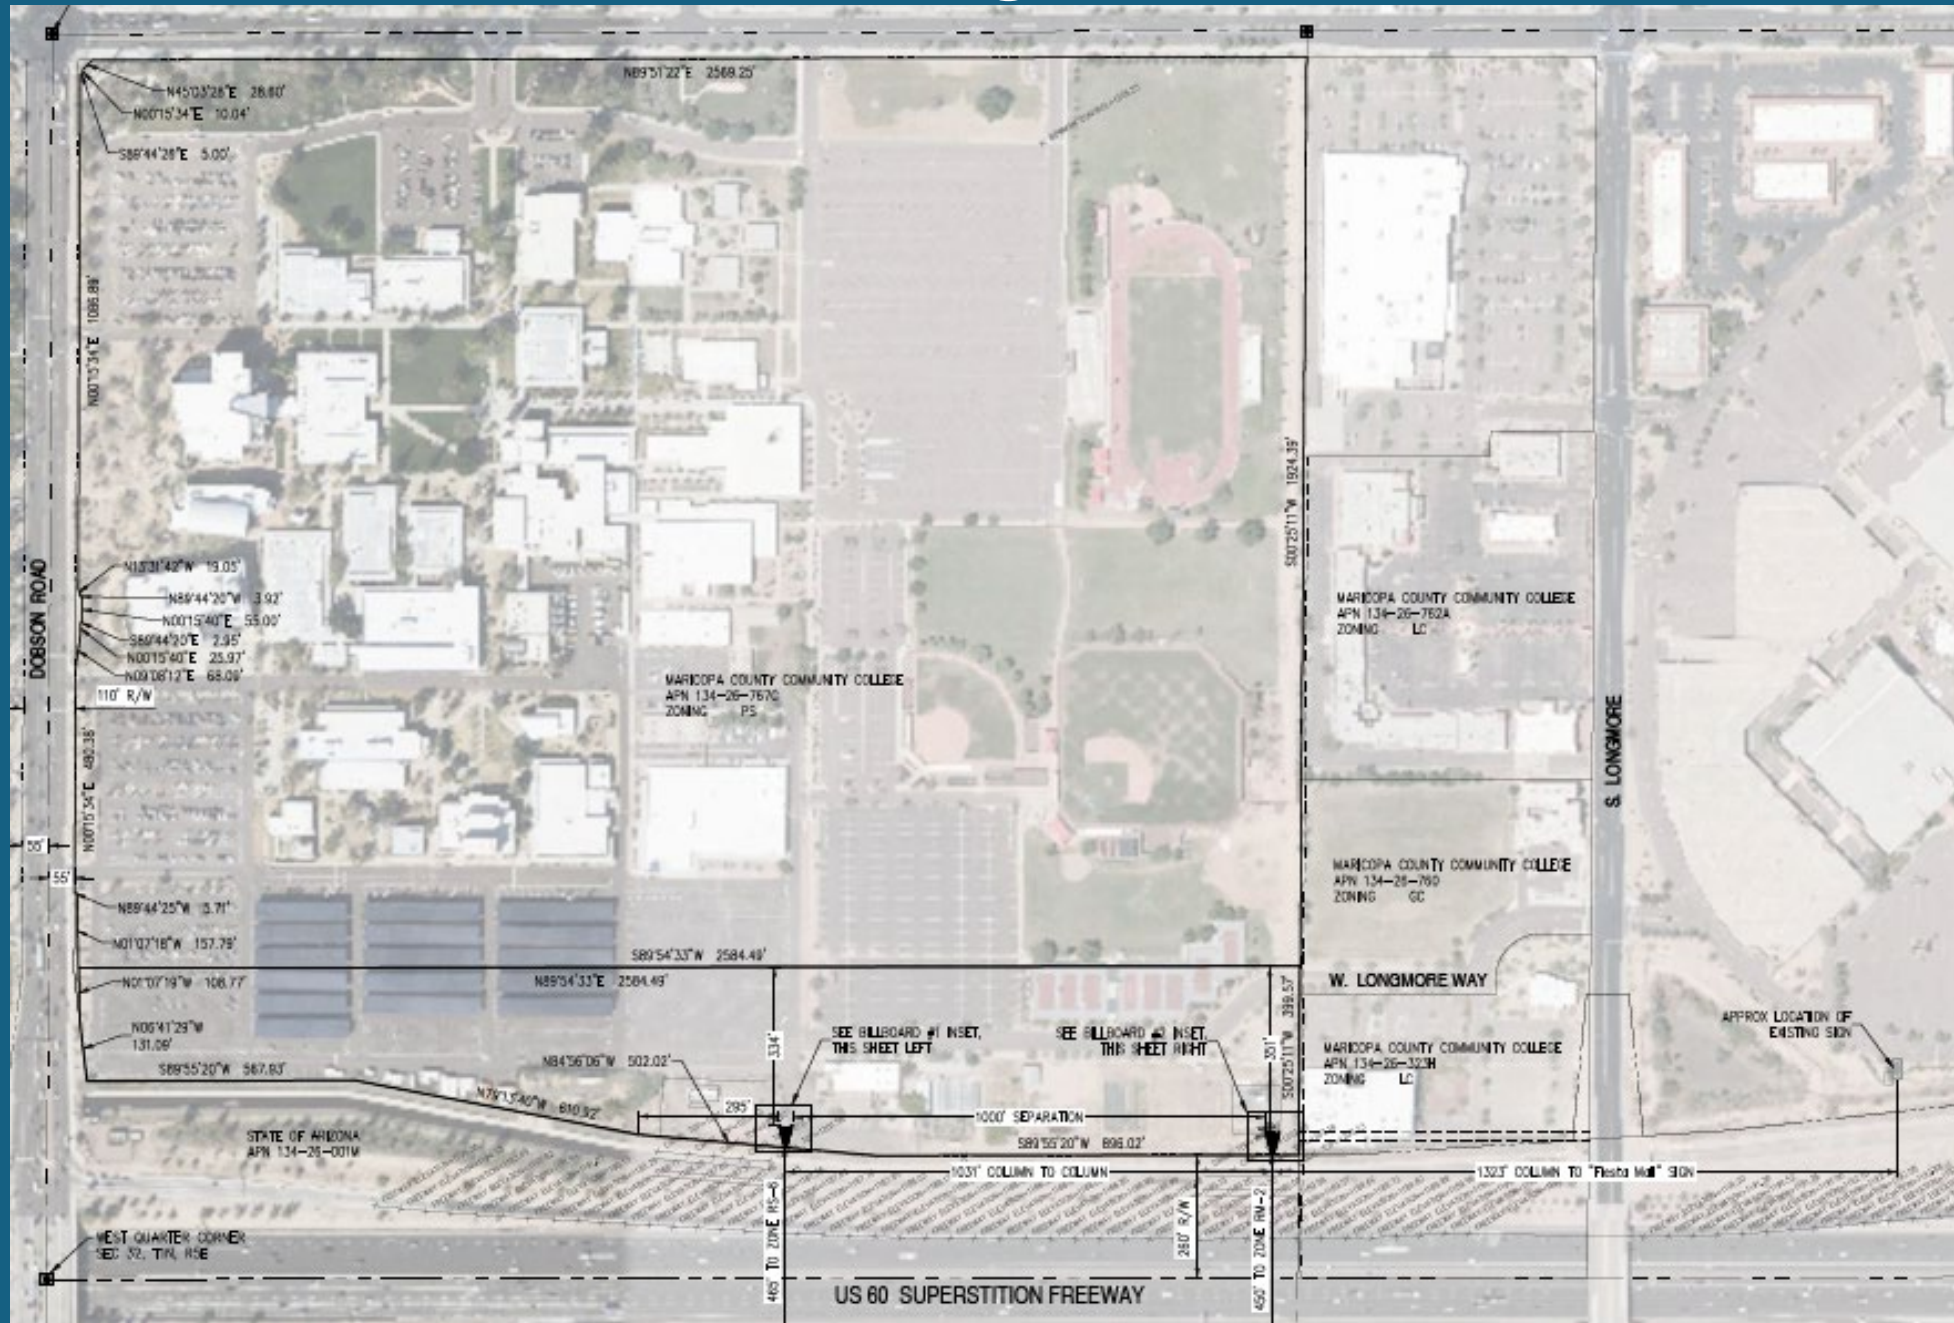 N89°51'22"E 2569.25'
N45°03'28"E 28.60'
N00°15'34"E 10.04'
S89°44'26"E 5.00'
N00°15'34"E 1086.89'
S00°25'11"W 1924.39'
DOBSON ROAD
N13°31'42"W 19.05'
N89°44'20"W 3.92'
N00°15'40"E 55.00'
S89°44'20"E 2.95'
N00°15'40"E 25.97'
N09°08'12"E 68.09'
110' R/W
MARICOPA COUNTY COMMUNITY COLLEGE
APN 134-26-762A
ZONING LC
MARICOPA COUNTY COMMUNITY COLLEGE
APN 134-26-767C
ZONING PS
S. LONGMORE
N00°15'34"E 480.36'
55'
55'
MARICOPA COUNTY COMMUNITY COLLEGE
APN 134-26-760
ZONING GC
N89°44'25"W 5.71'
N01°07'18"W 157.79'
S89°54'33"W 2584.49'
N01°07'19"W 108.77'
N89°54'33"E 2584.49'
W. LONGMORE WAY
N06°41'29"W
131.09'
334'
SEE BILLBOARD #1 INSET,
THIS SHEET LEFT
SEE BILLBOARD #2 INSET,
THIS SHEET RIGHT
351'
S00°25'11"W 399.57'
APPROX LOCATION OF
EXISTING SIGN
MARICOPA COUNTY COMMUNITY COLLEGE
APN 134-26-323H
ZONING LC
S89°55'20"W 567.93'
N84°56'06"W 502.02'
N79°13'40"W 610.92'
295'
1000' SEPARATION
S89°55'20"W 896.02'
STATE OF ARIZONA
APN 134-26-001M
1031' COLUMN TO COLUMN
1323' COLUMN TO "Fiesta Mall" SIGN
465' TO ZONE RS-6
260' R/W
450' TO ZONE RM-2
WEST QUARTER CORNER
SEC 32, T1N, R5E
US 60 SUPERSTITION FREEWAY